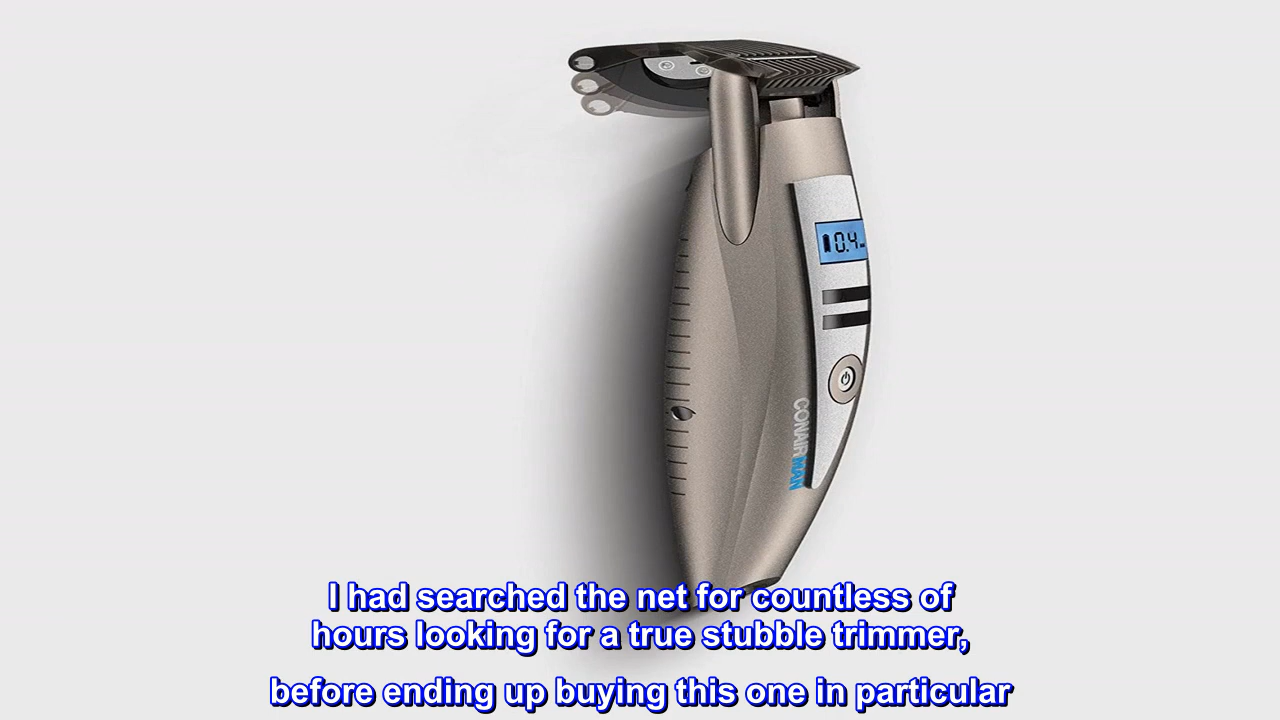 0.4
CONAIR MAN
I had searched the net for countless of
hours looking for a true stubble trimmer,
before ending up buying this one in particular